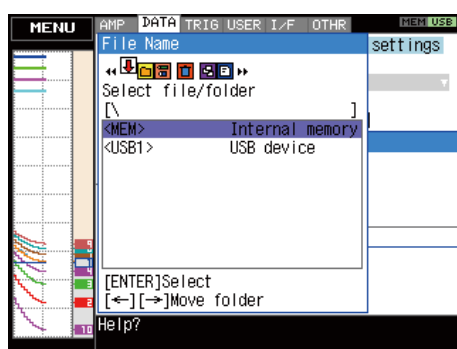 MENU
AMP DATA TRIG USER I/F OTHR
MEM USB
File Name
settings
Select file/folder
[\ ]
<MEM> Internal memory
<USB1> USB device
[ENTER]Select
[←][→]Move folder
Help?
10